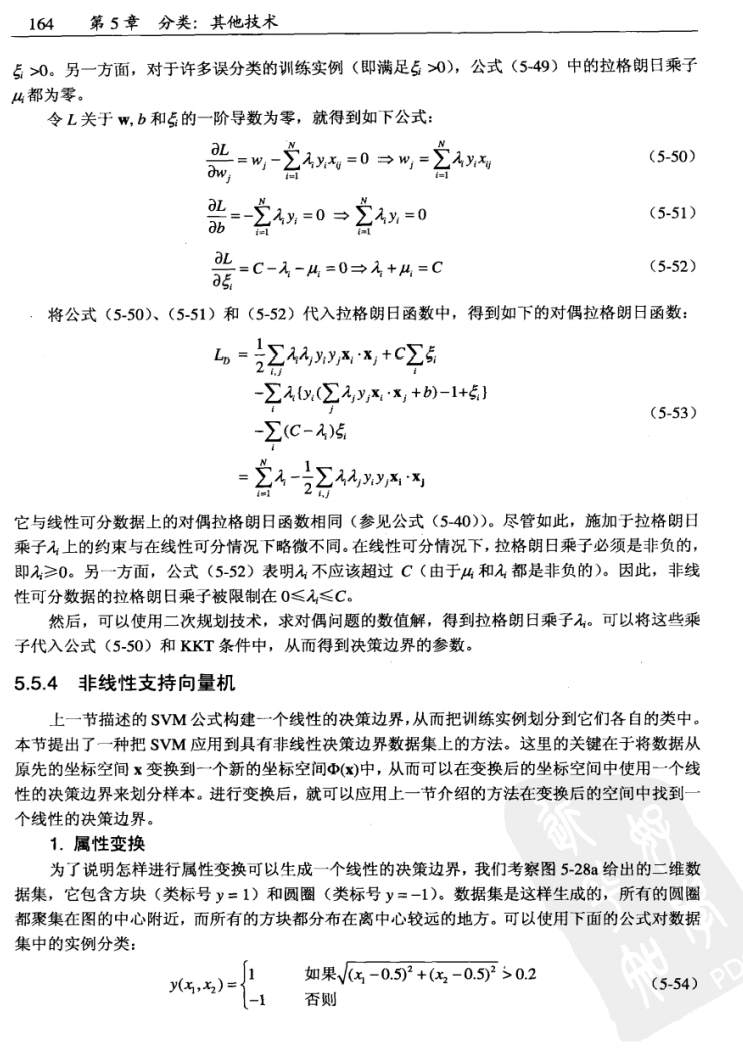 164 第 5 章 分类：其他技术
ξᵢ >0。另一方面，对于许多误分类的训练实例（即满足ξᵢ >0），公式（5-49）中的拉格朗日乘子
μᵢ都为零。
令 L 关于 w, b 和ξᵢ的一阶导数为零，就得到如下公式：
∂L/∂wⱼ = wⱼ − ∑ᵢ₌₁ᴺ λᵢyᵢxᵢⱼ = 0 ⇒ wⱼ = ∑ᵢ₌₁ᴺ λᵢyᵢxᵢⱼ （5-50）
∂L/∂b = −∑ᵢ₌₁ᴺ λᵢyᵢ = 0 ⇒ ∑ᵢ₌₁ᴺ λᵢyᵢ = 0 （5-51）
∂L/∂ξᵢ = C − λᵢ − μᵢ = 0 ⇒ λᵢ + μᵢ = C （5-52）
将公式（5-50）、（5-51）和（5-52）代入拉格朗日函数中，得到如下的对偶拉格朗日函数：
L_D = 1/2 ∑ᵢ,ⱼ λᵢλⱼyᵢyⱼxᵢ · xⱼ + C∑ᵢ ξᵢ
−∑ᵢ λᵢ{yᵢ(∑ⱼ λⱼyⱼxᵢ · xⱼ + b) − 1 + ξᵢ}
−∑ᵢ (C − λᵢ)ξᵢ （5-53）
= ∑ᵢ₌₁ᴺ λᵢ − 1/2 ∑ᵢ,ⱼ λᵢλⱼyᵢyⱼxᵢ · xⱼ
它与线性可分数据上的对偶拉格朗日函数相同（参见公式（5-40））。尽管如此，施加于拉格朗日
乘子λᵢ上的约束与在线性可分情况下略微不同。在线性可分情况下，拉格朗日乘子必须是非负的，
即λᵢ≥0。另一方面，公式（5-52）表明λᵢ不应该超过 C（由于μᵢ和λᵢ都是非负的）。因此，非线
性可分数据的拉格朗日乘子被限制在 0≤λᵢ≤C。
然后，可以使用二次规划技术，求对偶问题的数值解，得到拉格朗日乘子λᵢ。可以将这些乘
子代入公式（5-50）和 KKT 条件中，从而得到决策边界的参数。
5.5.4 非线性支持向量机
上一节描述的 SVM 公式构建一个线性的决策边界，从而把训练实例划分到它们各自的类中。
本节提出了一种把 SVM 应用到具有非线性决策边界数据集上的方法。这里的关键在于将数据从
原先的坐标空间 x 变换到一个新的坐标空间Φ(x)中，从而可以在变换后的坐标空间中使用一个线
性的决策边界来划分样本。进行变换后，就可以应用上一节介绍的方法在变换后的空间中找到一
个线性的决策边界。
1. 属性变换
为了说明怎样进行属性变换可以生成一个线性的决策边界，我们考察图 5-28a 给出的二维数
据集，它包含方块（类标号 y = 1）和圆圈（类标号 y = −1）。数据集是这样生成的，所有的圆圈
都聚集在图的中心附近，而所有的方块都分布在离中心较远的地方。可以使用下面的公式对数据
集中的实例分类：
y(x₁, x₂) = { 1 如果√((x₁ − 0.5)² + (x₂ − 0.5)²) > 0.2
−1 否则 （5-54）
PD